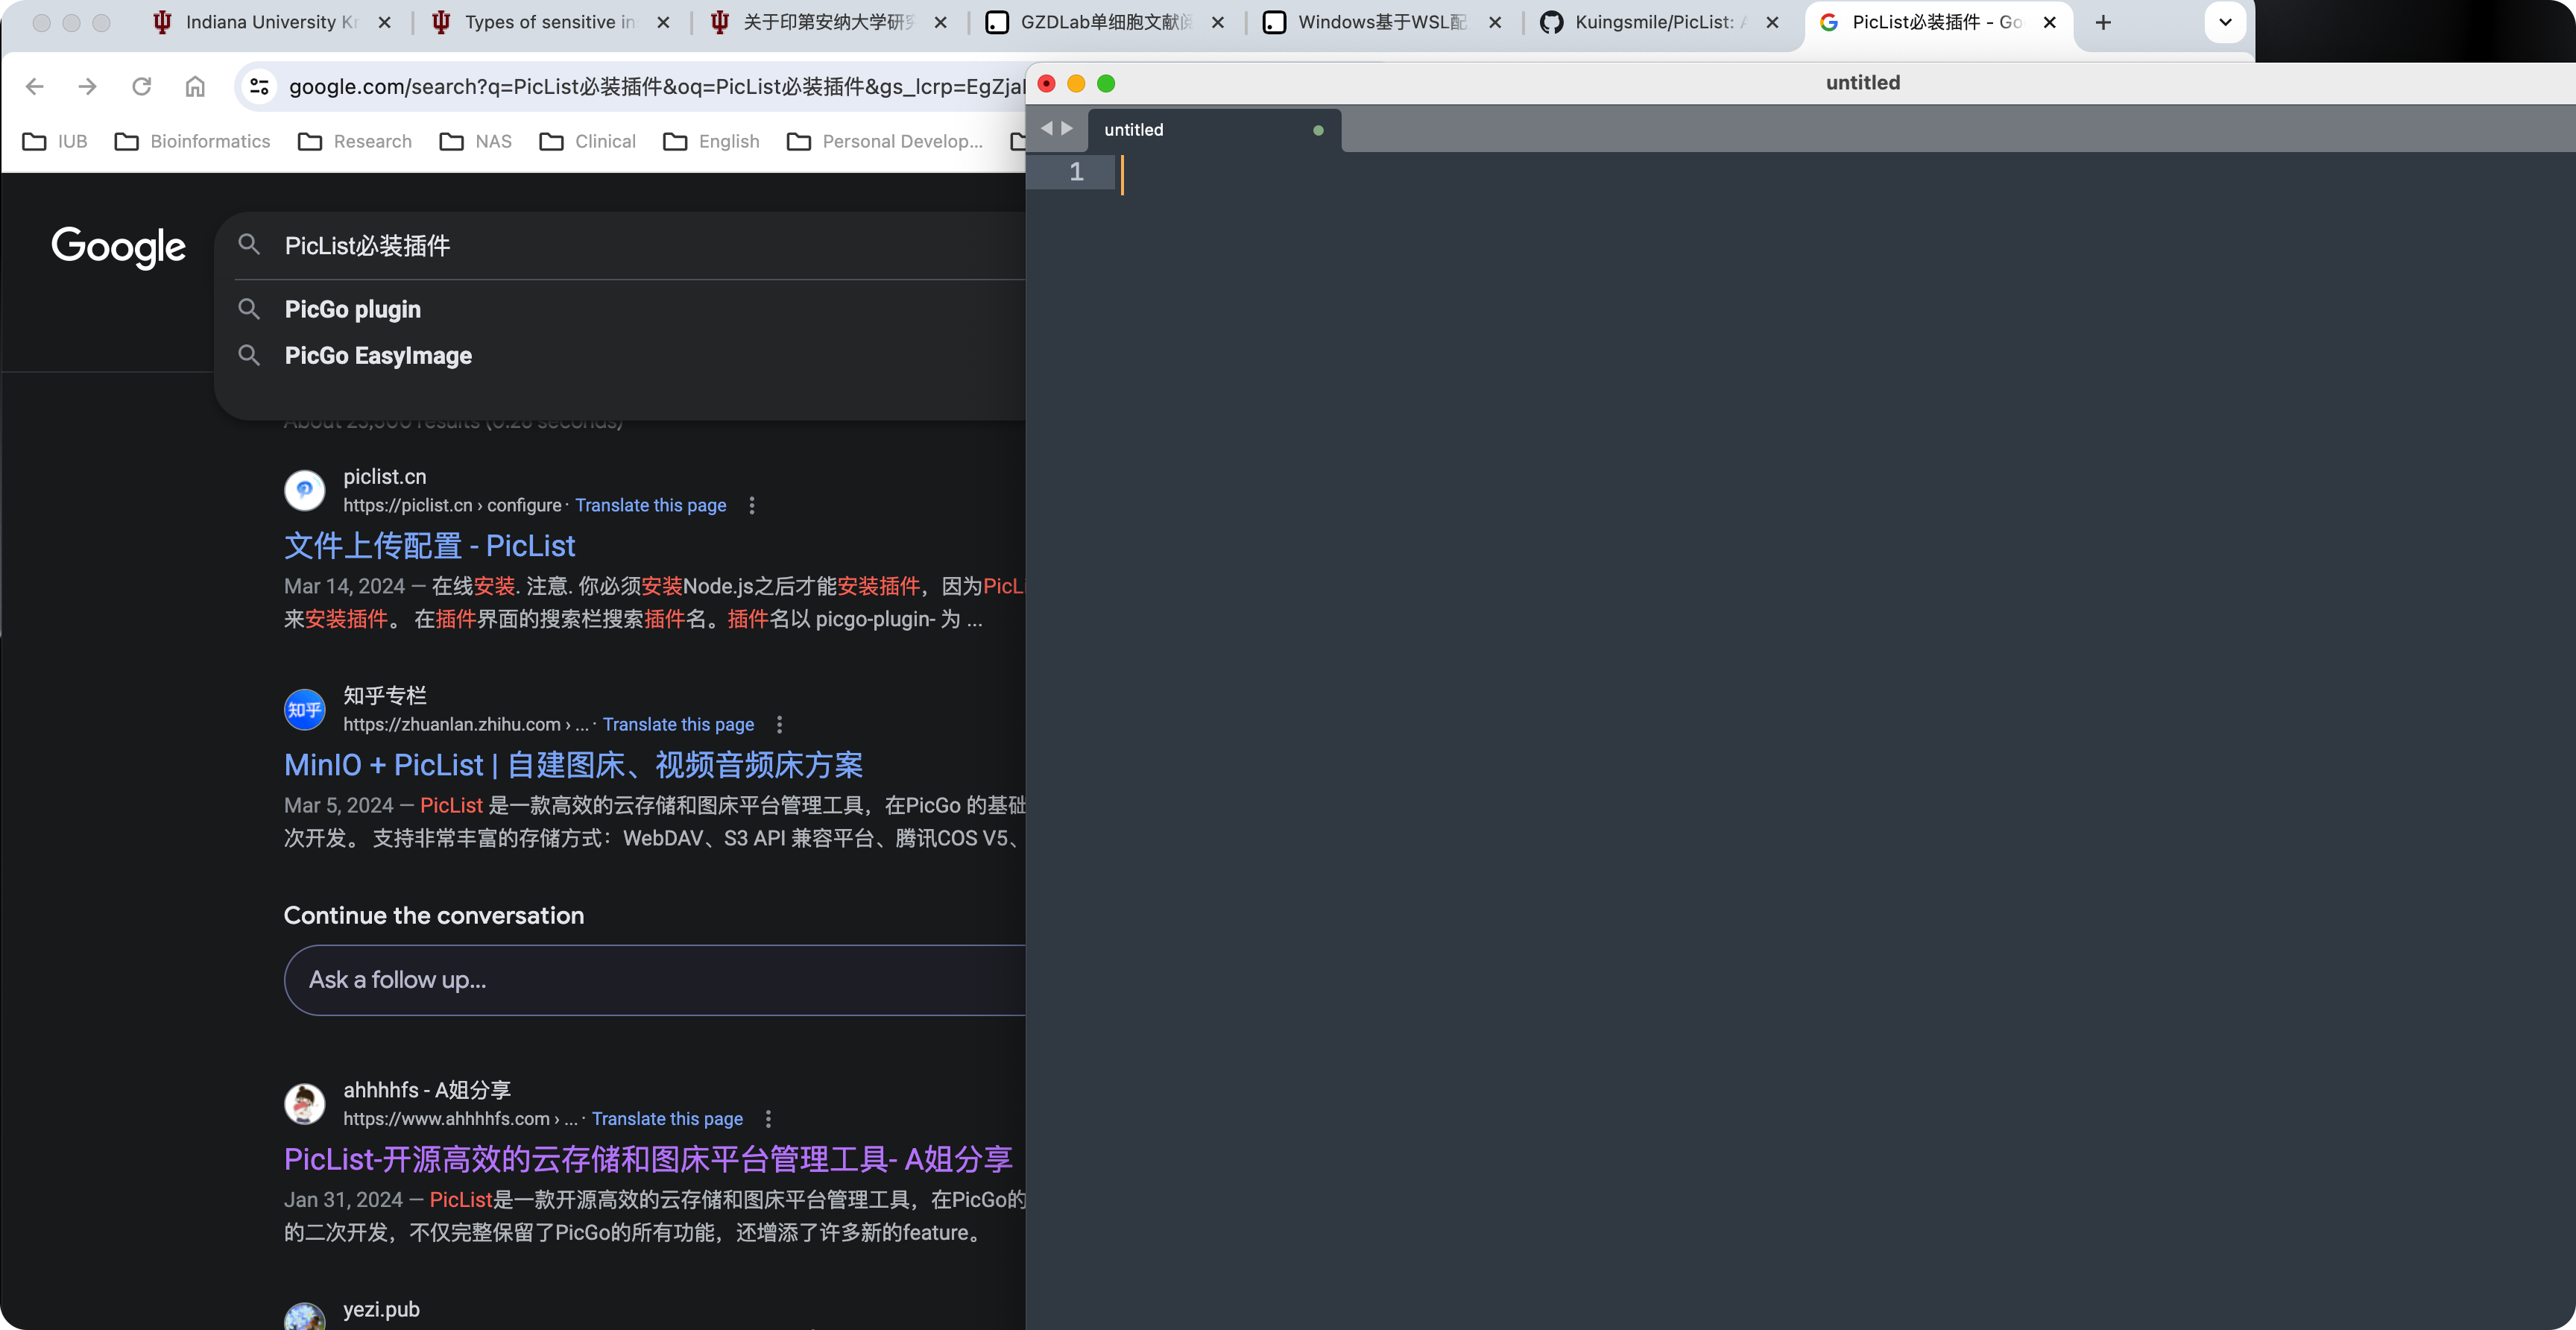 Indiana University Kn
Types of sensitive in
关于印第安纳大学研究
GZDLab单细胞文献阅
Windows基于WSL配
Kuingsmile/PicList: A
PicList必装插件 - Go
google.com/search?q=PicList必装插件&oq=PicList必装插件&gs_lcrp=EgZjal
IUB
Bioinformatics
Research
NAS
Clinical
English
Personal Develop...
untitled
untitled
1
Google
PicList必装插件
PicGo plugin
PicGo EasyImage
About 23,300 results (0.26 seconds)
piclist.cn
https://piclist.cn › configure · Translate this page
文件上传配置 - PicList
Mar 14, 2024 — 在线安装. 注意. 你必须安装Node.js之后才能安装插件，因为PicLi
来安装插件。 在插件界面的搜索栏搜索插件名。插件名以 picgo-plugin- 为 ...
知乎
知乎专栏
https://zhuanlan.zhihu.com › ... · Translate this page
MinIO + PicList | 自建图床、视频音频床方案
Mar 5, 2024 — PicList 是一款高效的云存储和图床平台管理工具，在PicGo 的基础
次开发。 支持非常丰富的存储方式：WebDAV、S3 API 兼容平台、腾讯COS V5、
Continue the conversation
Ask a follow up...
ahhhhfs - A姐分享
https://www.ahhhhfs.com › ... · Translate this page
PicList-开源高效的云存储和图床平台管理工具- A姐分享
Jan 31, 2024 — PicList是一款开源高效的云存储和图床平台管理工具，在PicGo的
的二次开发，不仅完整保留了PicGo的所有功能，还增添了许多新的feature。
yezi.pub